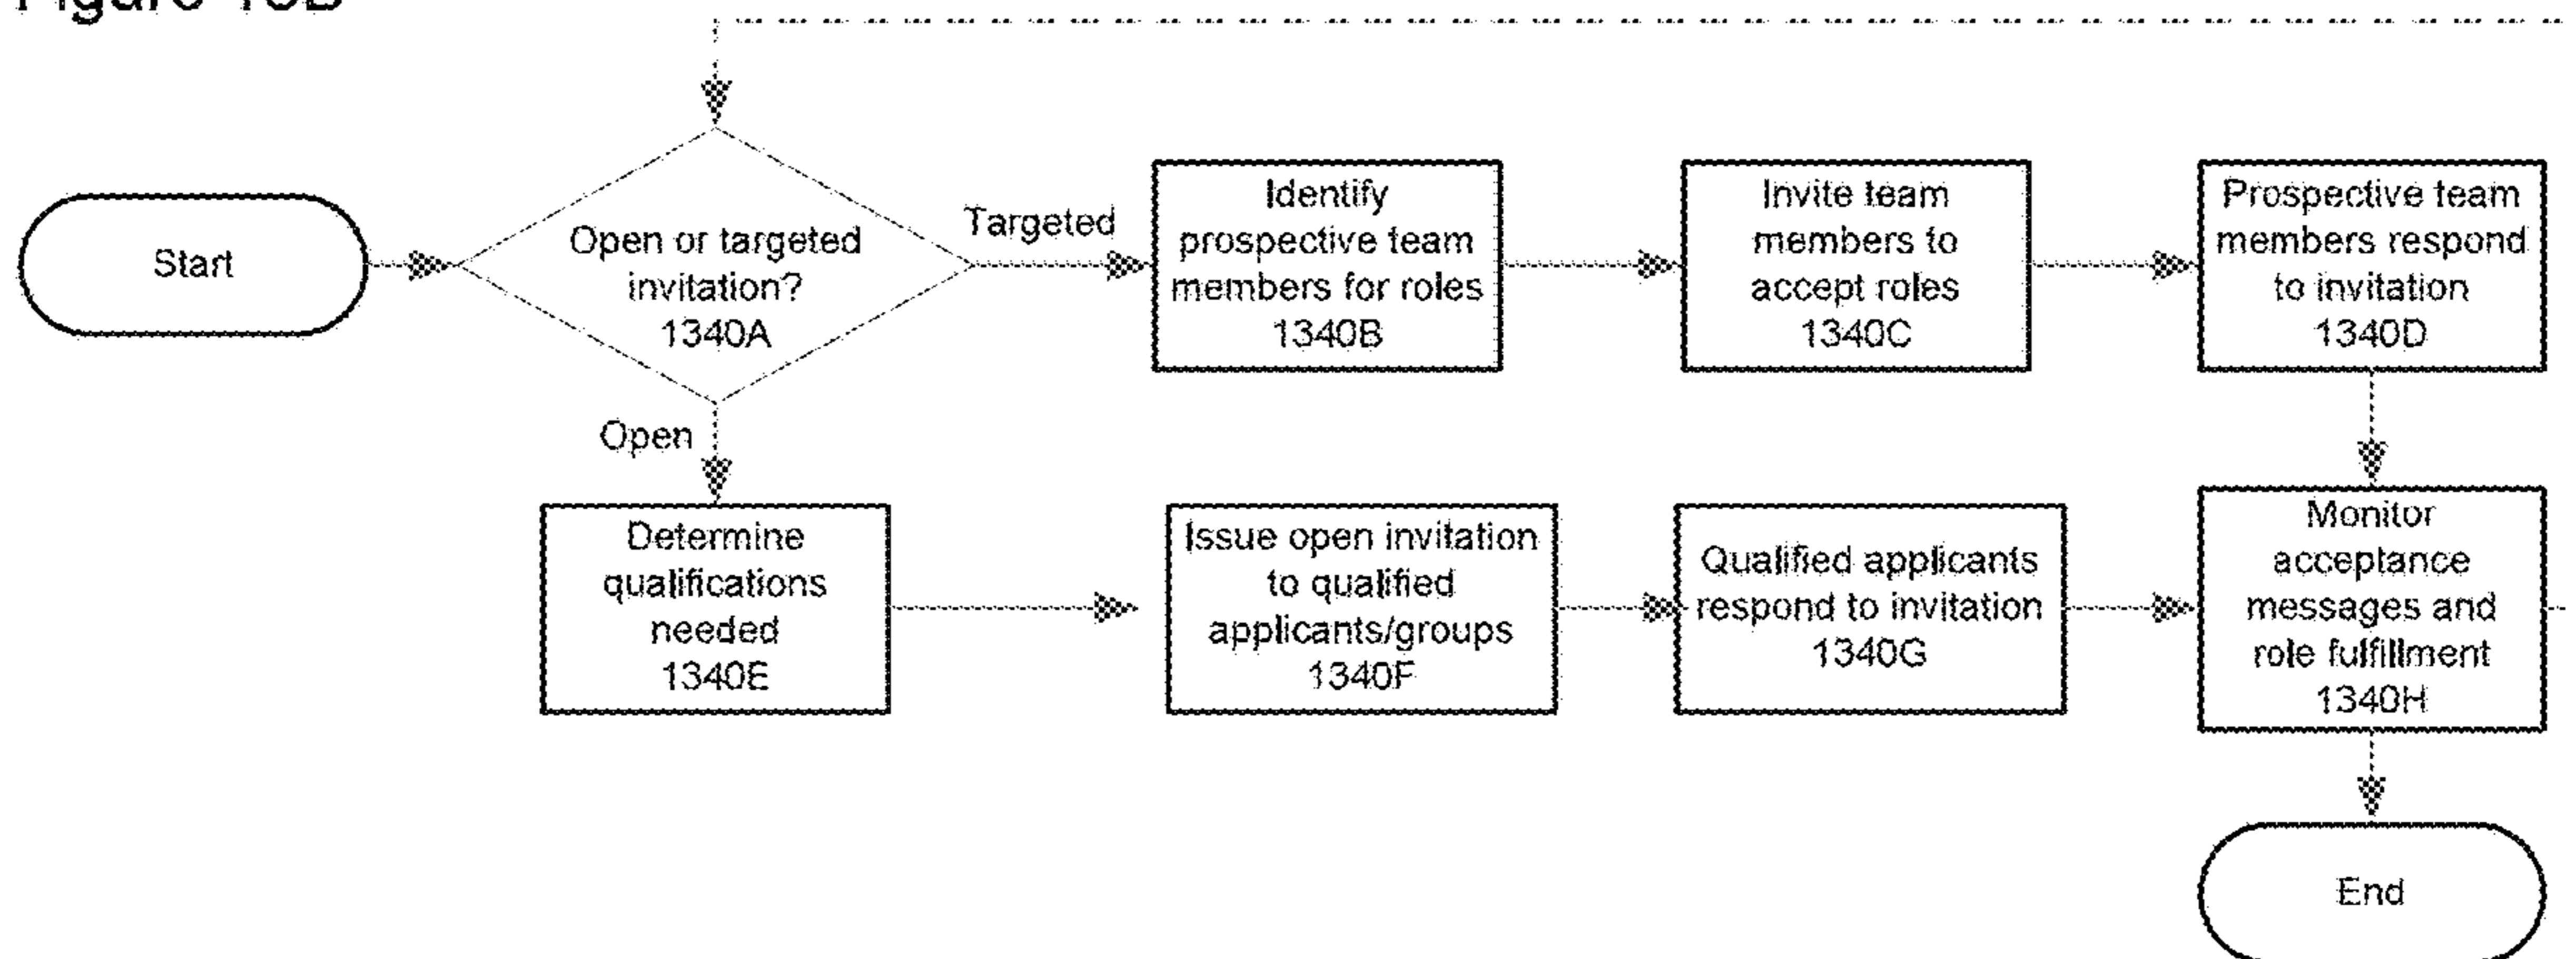 Start
Open or targeted
invitation?
1340A
Targeted
Open
Identify
prospective team
members for roles
1340B
Invite team
members to
accept roles
1340C
Prospective team
members respond
to invitation
1340D
Determine
qualifications
needed
1340E
Issue open invitation
to qualified
applicants/groups
1340F
Qualified applicants
respond to invitation
1340G
Monitor
acceptance
messages and
role fulfillment
1340H
End